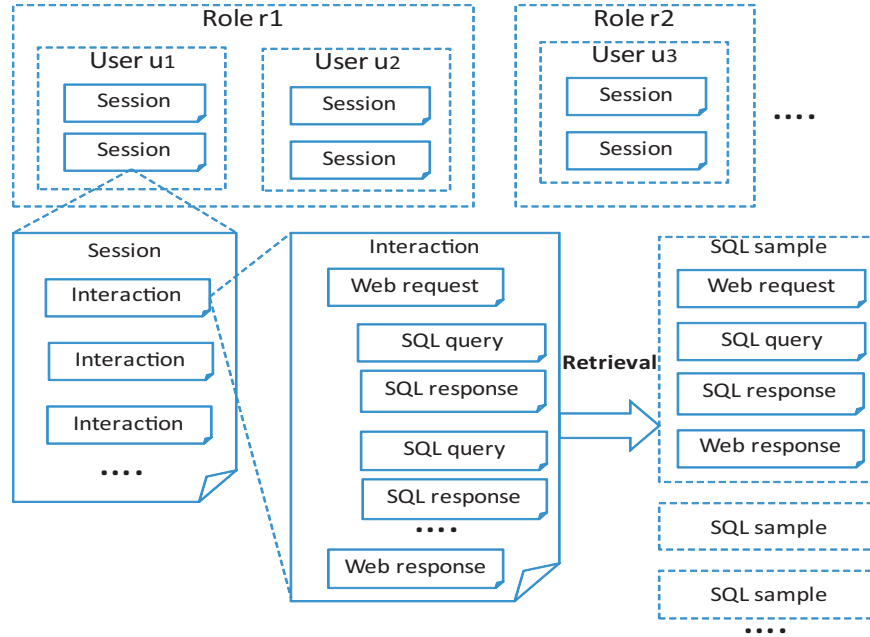 Role r1
User u1
Session
Session
User u2
Session
Session
Role r2
User u3
Session
Session
....
Session
Interaction
Interaction
Interaction
....
Interaction
Web request
SQL query
SQL response
SQL query
SQL response
....
Web response
Retrieval
SQL sample
Web request
SQL query
SQL response
Web response
SQL sample
SQL sample
....